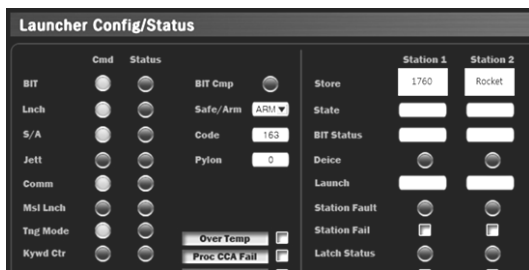 Launcher Config/Status
Cmd Status
Station 1 Station 2
BIT BIT Cmp
Store 1760 Rocket
Lnch Safe/Arm ARM
State
S/A Code 163
BIT Status
Jett Pylon 0
Deice
Comm
Launch
Msl Lnch
Station Fault
Tng Mode
Station Fail
Over Temp
Kywd Ctr
Latch Status
Proc CCA Fail